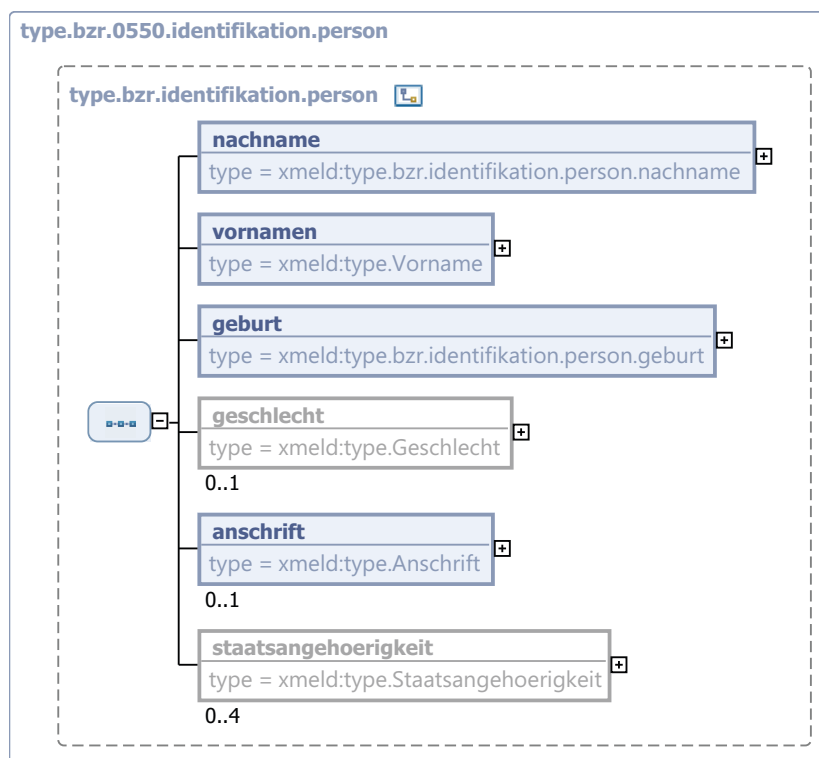 type.bzr.0550.identifikation.person
type.bzr.identifikation.person
nachname
type = xmeld:type.bzr.identifikation.person.nachname
vornamen
type = xmeld:type.Vorname
geburt
type = xmeld:type.bzr.identifikation.person.geburt
geschlecht
type = xmeld:type.Geschlecht
0..1
anschrift
type = xmeld:type.Anschrift
0..1
staatsangehoerigkeit
type = xmeld:type.Staatsangehoerigkeit
0..4